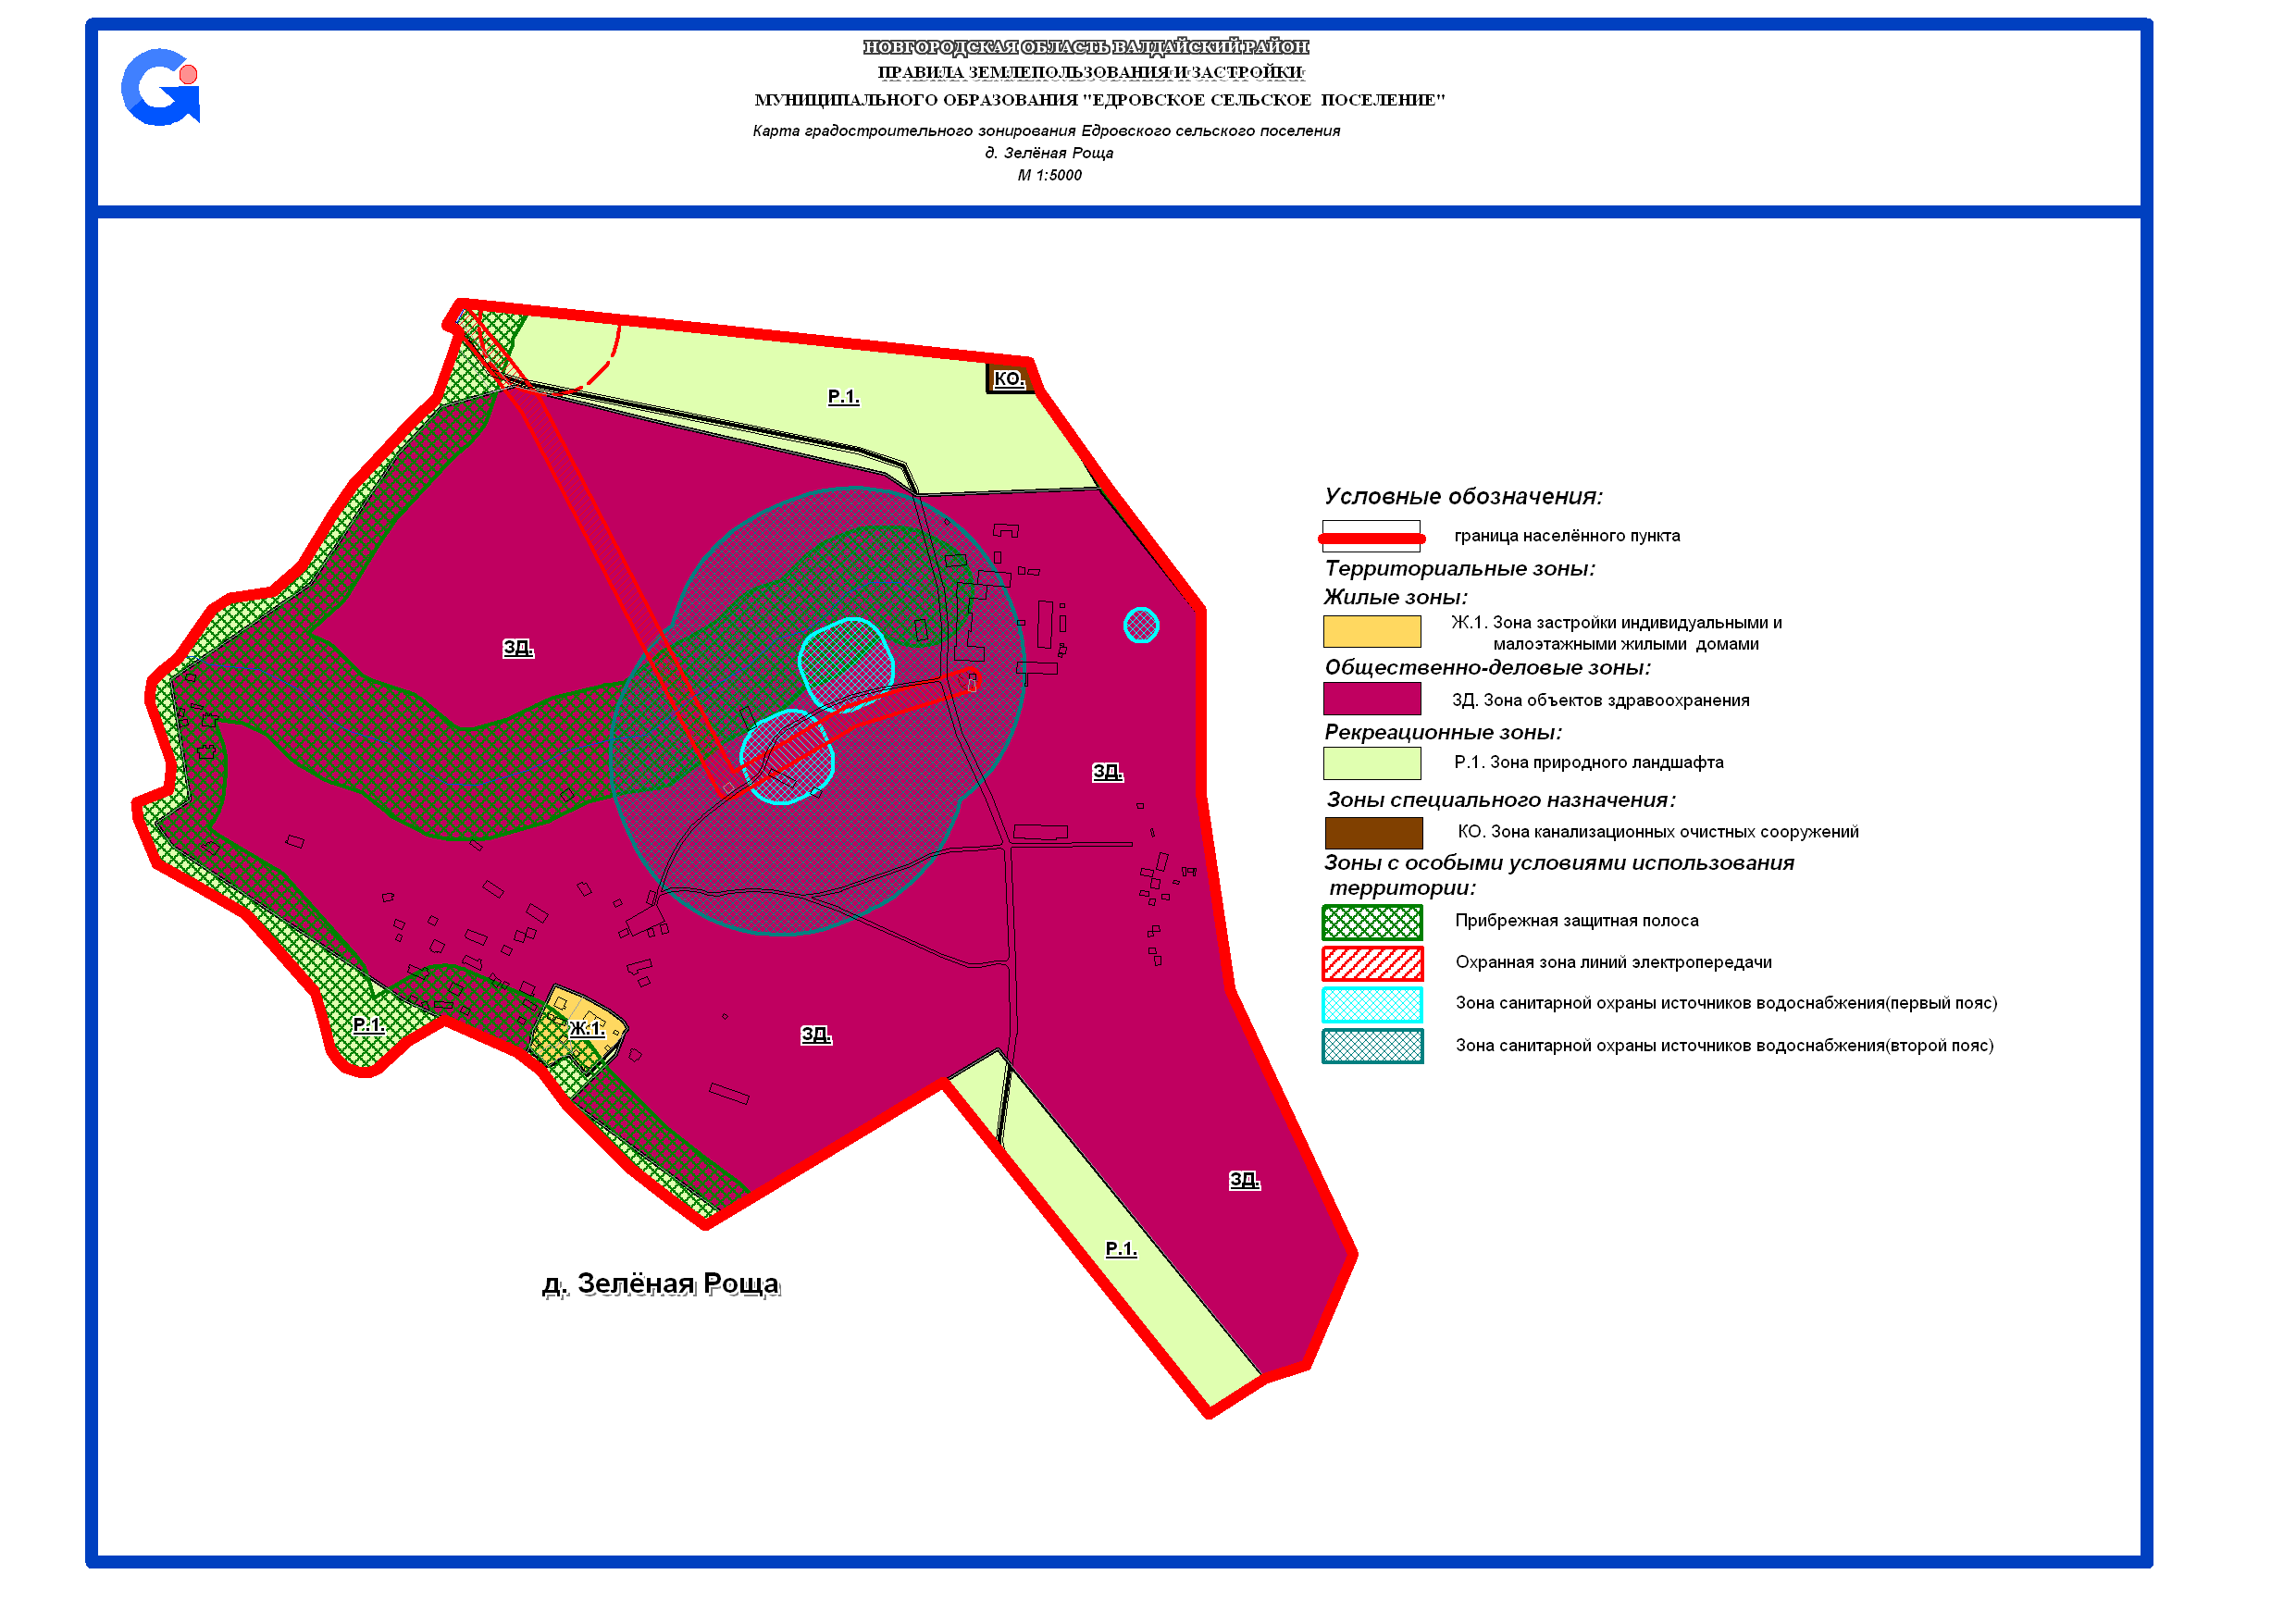 НОВГОРОДСКАЯ ОБЛАСТЬ ВАЛДАЙСКИЙ РАЙОН
ПРАВИЛА ЗЕМЛЕПОЛЬЗОВАНИЯ И ЗАСТРОЙКИ
МУНИЦИПАЛЬНОГО ОБРАЗОВАНИЯ "ЕДРОВСКОЕ СЕЛЬСКОЕ ПОСЕЛЕНИЕ"
Карта градостроительного зонирования Едровского сельского поселения
д. Зелёная Роща
М 1:5000
КО.
Р.1.
ЗД.
ЗД.
Р.1.
Ж.1.
ЗД.
ЗД.
Р.1.
д. Зелёная Роща
Условные обозначения:
граница населённого пункта
Территориальные зоны:
Жилые зоны:
Ж.1. Зона застройки индивидуальными и
малоэтажными жилыми домами
Общественно-деловые зоны:
ЗД. Зона объектов здравоохранения
Рекреационные зоны:
Р.1. Зона природного ландшафта
Зоны специального назначения:
КО. Зона канализационных очистных сооружений
Зоны с особыми условиями использования
территории:
Прибрежная защитная полоса
Охранная зона линий электропередачи
Зона санитарной охраны источников водоснабжения(первый пояс)
Зона санитарной охраны источников водоснабжения(второй пояс)